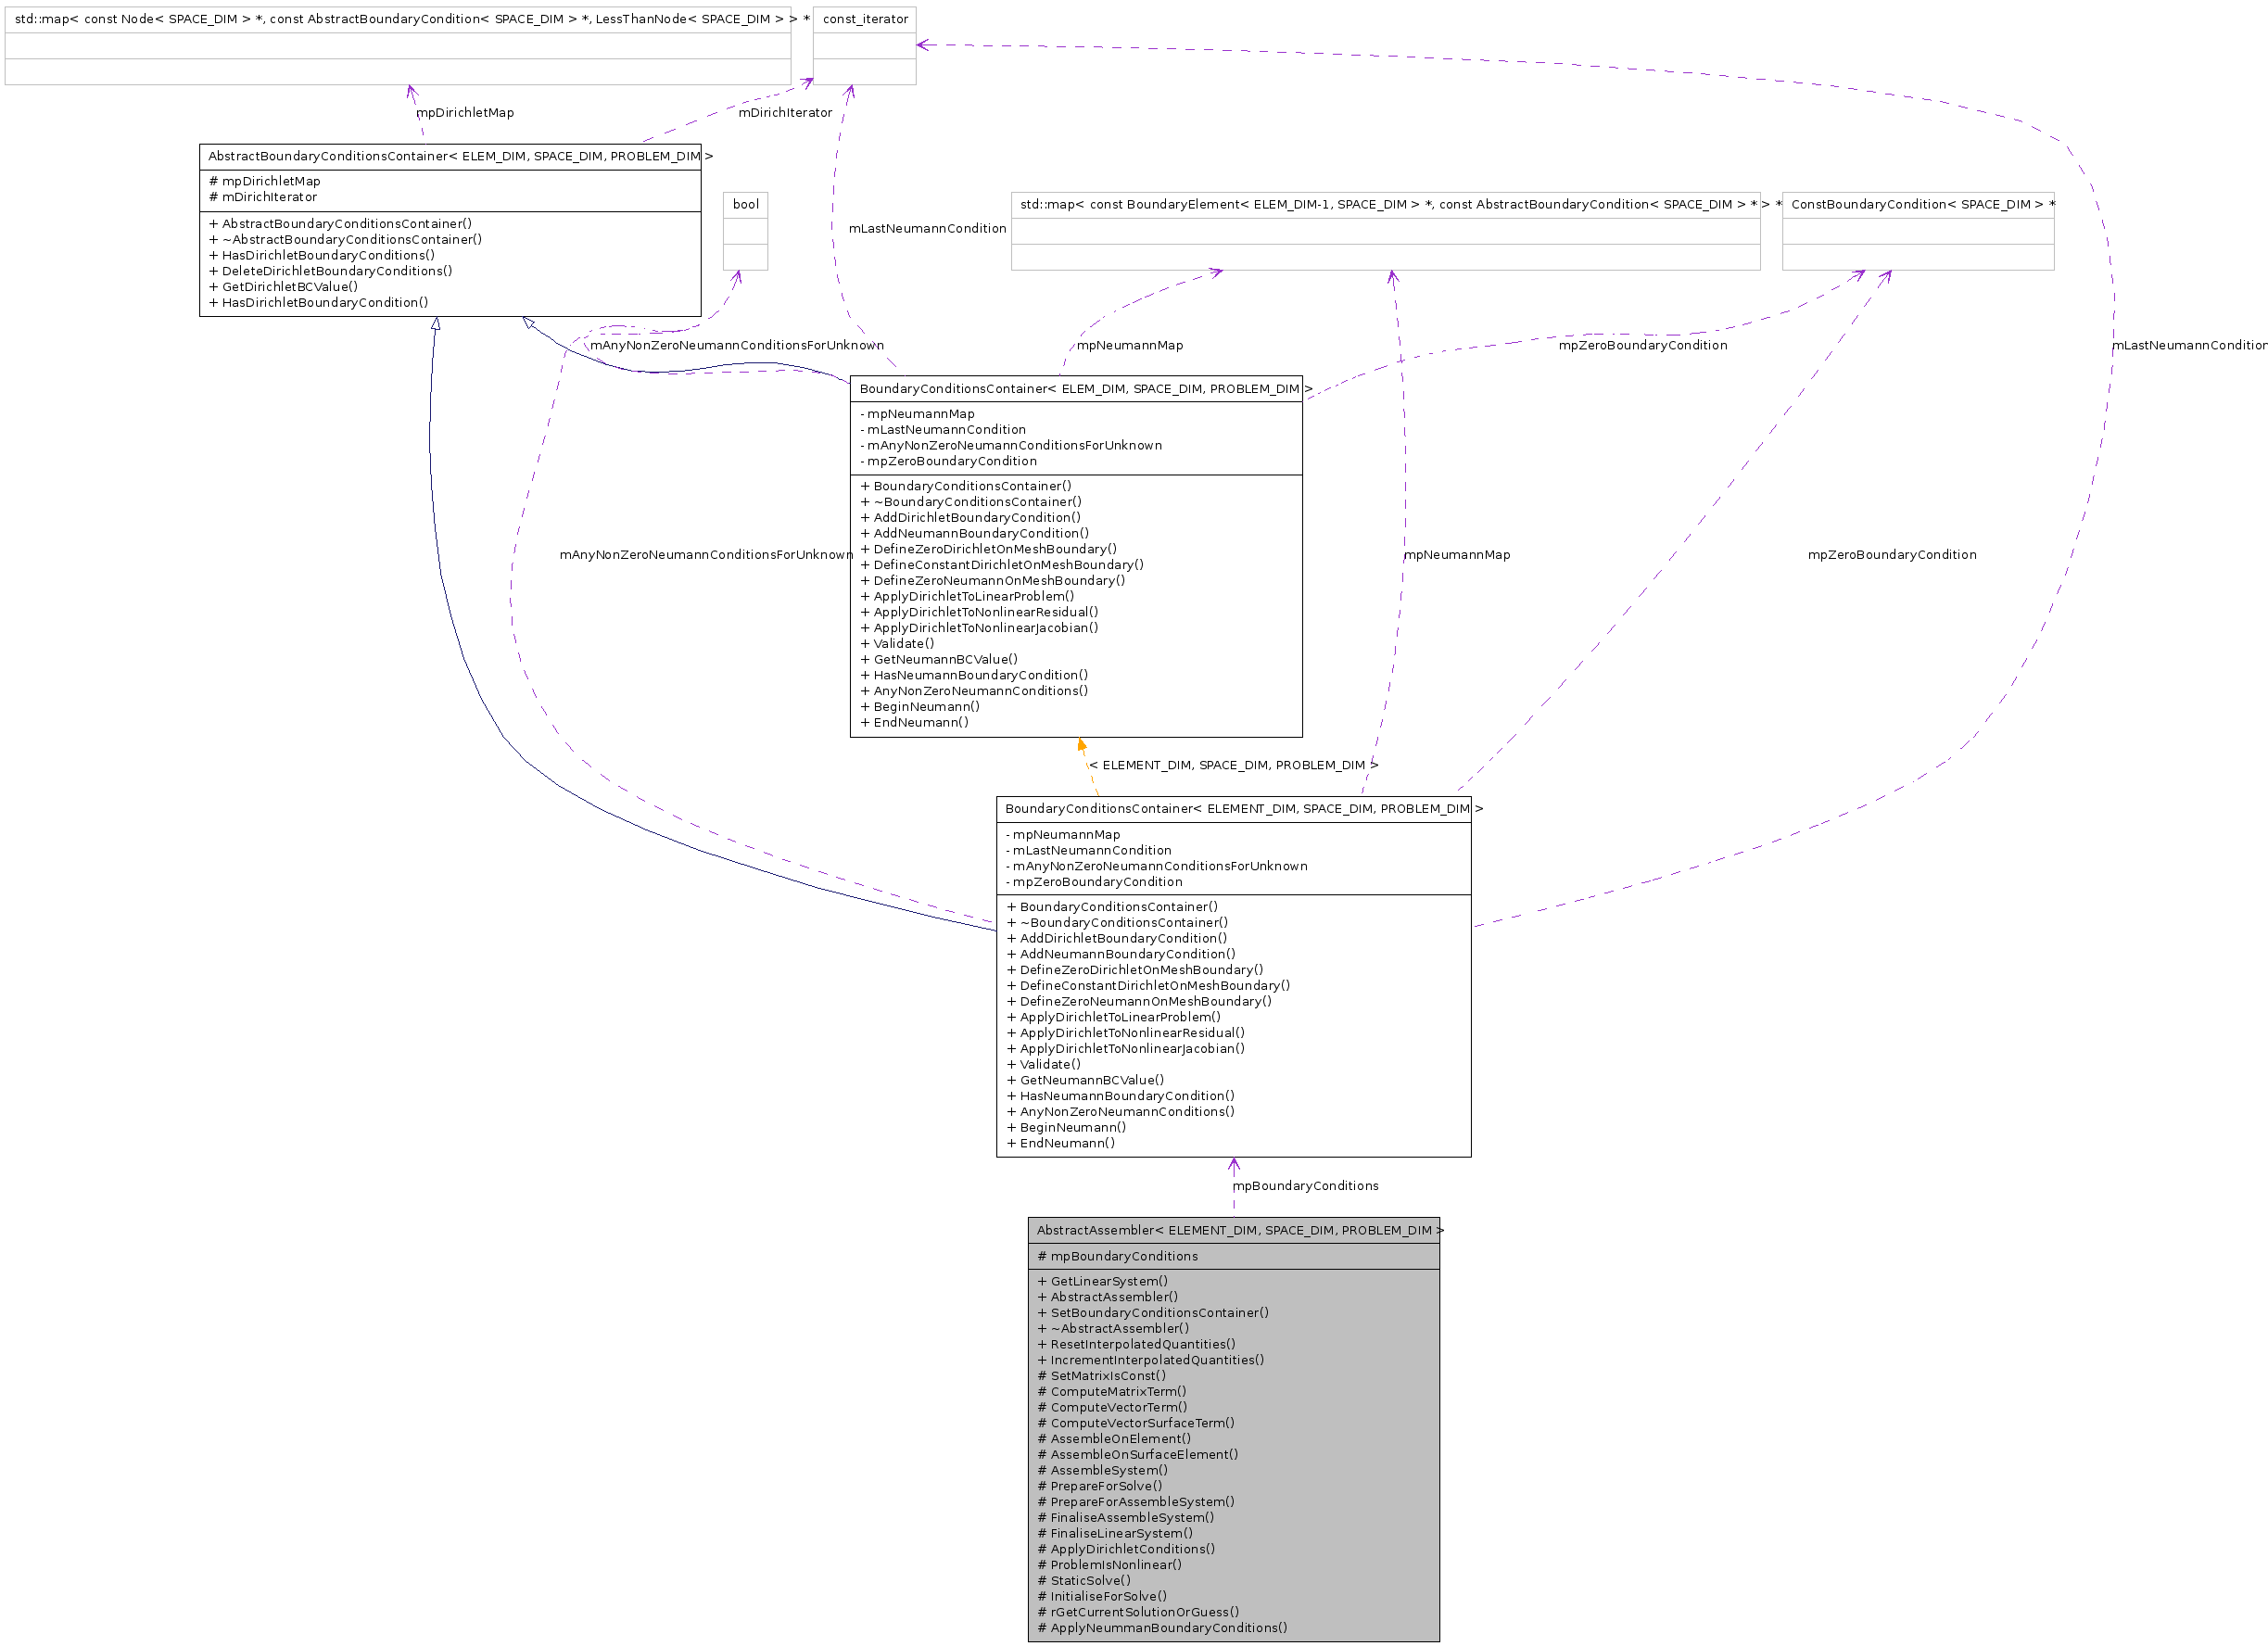 std::map< const Node< SPACE_DIM > *, const AbstractBoundaryCondition< SPACE_DIM > *, LessThanNode< SPACE_DIM > > *
const_iterator
mpDirichletMap
mDirichIterator
AbstractBoundaryConditionsContainer< ELEM_DIM, SPACE_DIM, PROBLEM_DIM >
# mpDirichletMap
# mDirichIterator
+ AbstractBoundaryConditionsContainer()
+ ~AbstractBoundaryConditionsContainer()
+ HasDirichletBoundaryConditions()
+ DeleteDirichletBoundaryConditions()
+ GetDirichletBCValue()
+ HasDirichletBoundaryCondition()
bool
mLastNeumannCondition
std::map< const BoundaryElement< ELEM_DIM-1, SPACE_DIM > *, const AbstractBoundaryCondition< SPACE_DIM > * > *
ConstBoundaryCondition< SPACE_DIM > *
mAnyNonZeroNeumannConditionsForUnknown
mpNeumannMap
mpZeroBoundaryCondition
mLastNeumannCondition
BoundaryConditionsContainer< ELEM_DIM, SPACE_DIM, PROBLEM_DIM >
- mpNeumannMap
- mLastNeumannCondition
- mAnyNonZeroNeumannConditionsForUnknown
- mpZeroBoundaryCondition
+ BoundaryConditionsContainer()
+ ~BoundaryConditionsContainer()
+ AddDirichletBoundaryCondition()
+ AddNeumannBoundaryCondition()
+ DefineZeroDirichletOnMeshBoundary()
+ DefineConstantDirichletOnMeshBoundary()
+ DefineZeroNeumannOnMeshBoundary()
+ ApplyDirichletToLinearProblem()
+ ApplyDirichletToNonlinearResidual()
+ ApplyDirichletToNonlinearJacobian()
+ Validate()
+ GetNeumannBCValue()
+ HasNeumannBoundaryCondition()
+ AnyNonZeroNeumannConditions()
+ BeginNeumann()
+ EndNeumann()
mAnyNonZeroNeumannConditionsForUnknown
mpNeumannMap
mpZeroBoundaryCondition
< ELEMENT_DIM, SPACE_DIM, PROBLEM_DIM >
BoundaryConditionsContainer< ELEMENT_DIM, SPACE_DIM, PROBLEM_DIM >
- mpNeumannMap
- mLastNeumannCondition
- mAnyNonZeroNeumannConditionsForUnknown
- mpZeroBoundaryCondition
+ BoundaryConditionsContainer()
+ ~BoundaryConditionsContainer()
+ AddDirichletBoundaryCondition()
+ AddNeumannBoundaryCondition()
+ DefineZeroDirichletOnMeshBoundary()
+ DefineConstantDirichletOnMeshBoundary()
+ DefineZeroNeumannOnMeshBoundary()
+ ApplyDirichletToLinearProblem()
+ ApplyDirichletToNonlinearResidual()
+ ApplyDirichletToNonlinearJacobian()
+ Validate()
+ GetNeumannBCValue()
+ HasNeumannBoundaryCondition()
+ AnyNonZeroNeumannConditions()
+ BeginNeumann()
+ EndNeumann()
mpBoundaryConditions
AbstractAssembler< ELEMENT_DIM, SPACE_DIM, PROBLEM_DIM >
# mpBoundaryConditions
+ GetLinearSystem()
+ AbstractAssembler()
+ SetBoundaryConditionsContainer()
+ ~AbstractAssembler()
+ ResetInterpolatedQuantities()
+ IncrementInterpolatedQuantities()
# SetMatrixIsConst()
# ComputeMatrixTerm()
# ComputeVectorTerm()
# ComputeVectorSurfaceTerm()
# AssembleOnElement()
# AssembleOnSurfaceElement()
# AssembleSystem()
# PrepareForSolve()
# PrepareForAssembleSystem()
# FinaliseAssembleSystem()
# FinaliseLinearSystem()
# ApplyDirichletConditions()
# ProblemIsNonlinear()
# StaticSolve()
# InitialiseForSolve()
# rGetCurrentSolutionOrGuess()
# ApplyNeummanBoundaryConditions()